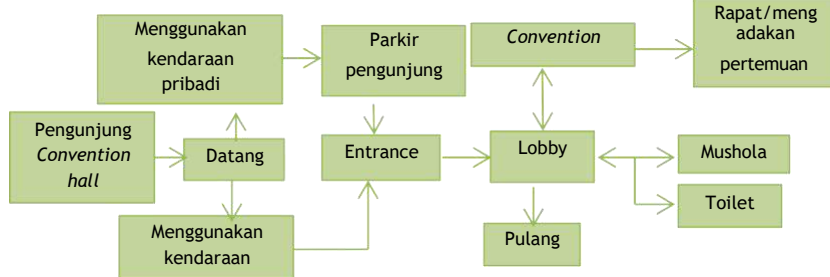 Menggunakan
kendaraan
pribadi
Parkir
pengunjung
Convention
Rapat/meng
adakan
pertemuan
Pengunjung
Convention
hall
Datang
Entrance
Lobby
Mushola
Toilet
Menggunakan
kendaraan
Pulang